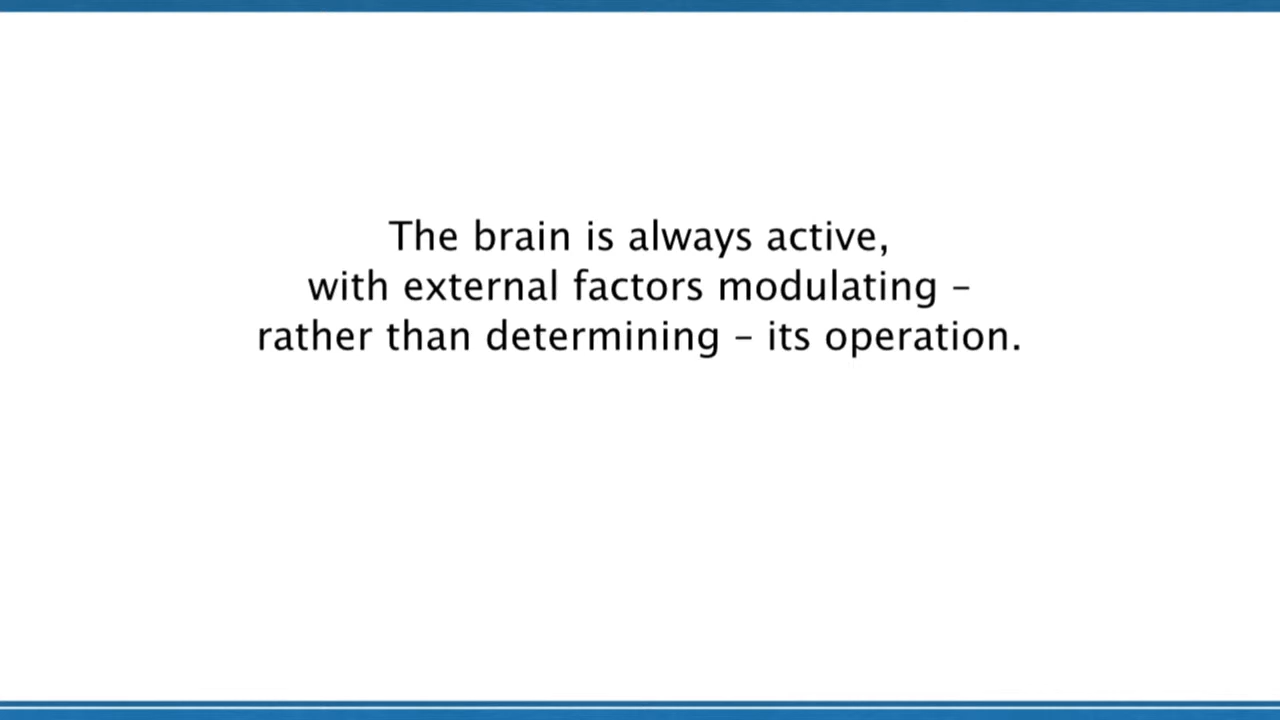 The brain is always active,
with external factors modulating –
rather than determining – its operation.